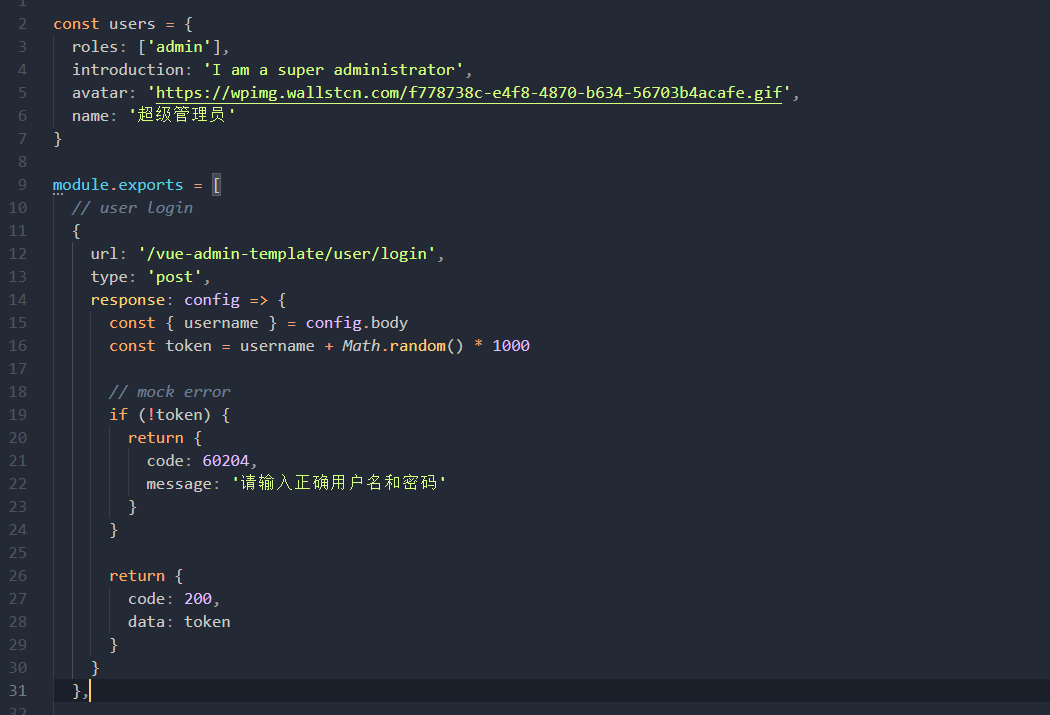 1
2 const users = {
3   roles: ['admin'],
4   introduction: 'I am a super administrator',
5   avatar: 'https://wpimg.wallstcn.com/f778738c-e4f8-4870-b634-56703b4acafe.gif',
6   name: '超级管理员'
7 }
8
9 module.exports = [
10   // user login
11   {
12     url: '/vue-admin-template/user/login',
13     type: 'post',
14     response: config => {
15       const { username } = config.body
16       const token = username + Math.random() * 1000
17
18       // mock error
19       if (!token) {
20         return {
21           code: 60204,
22           message: '请输入正确用户名和密码'
23         }
24       }
25
26       return {
27         code: 200,
28         data: token
29       }
30     }
31   },
32